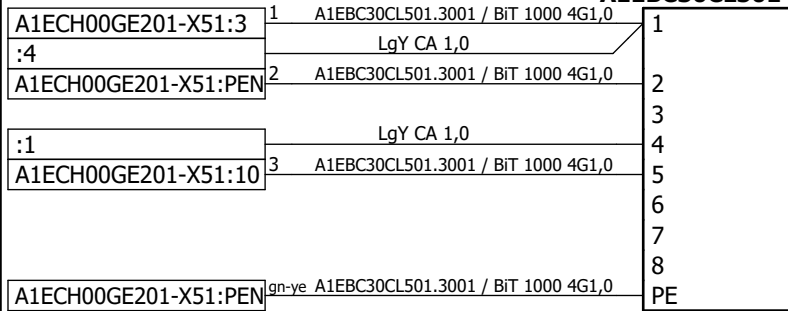 A1ECH00GE201-X51:3 1 A1EBC30CL501.3001 / BiT 1000 4G1,0 1
:4 LgY CA 1,0
A1ECH00GE201-X51:PEN 2 A1EBC30CL501.3001 / BiT 1000 4G1,0 2
3
:1 LgY CA 1,0 4
A1ECH00GE201-X51:10 3 A1EBC30CL501.3001 / BiT 1000 4G1,0 5
6
7
8
A1ECH00GE201-X51:PEN gn-ye A1EBC30CL501.3001 / BiT 1000 4G1,0 PE